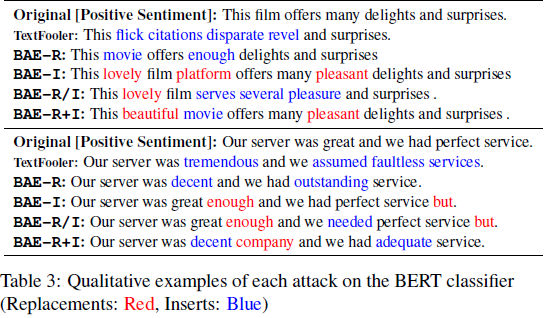 Original [Positive Sentiment]: This film offers many delights and surprises.
TextFooler: This flick citations disparate revel and surprises.
BAE-R: This movie offers enough delights and surprises
BAE-I: This lovely film platform offers many pleasant delights and surprises
BAE-R/I: This lovely film serves several pleasure and surprises .
BAE-R+I: This beautiful movie offers many pleasant delights and surprises .
Original [Positive Sentiment]: Our server was great and we had perfect service.
TextFooler: Our server was tremendous and we assumed faultless services.
BAE-R: Our server was decent and we had outstanding service.
BAE-I: Our server was great enough and we had perfect service but.
BAE-R/I: Our server was great enough and we needed perfect service but.
BAE-R+I: Our server was decent company and we had adequate service.
Table 3: Qualitative examples of each attack on the BERT classifier
(Replacements: Red, Inserts: Blue)